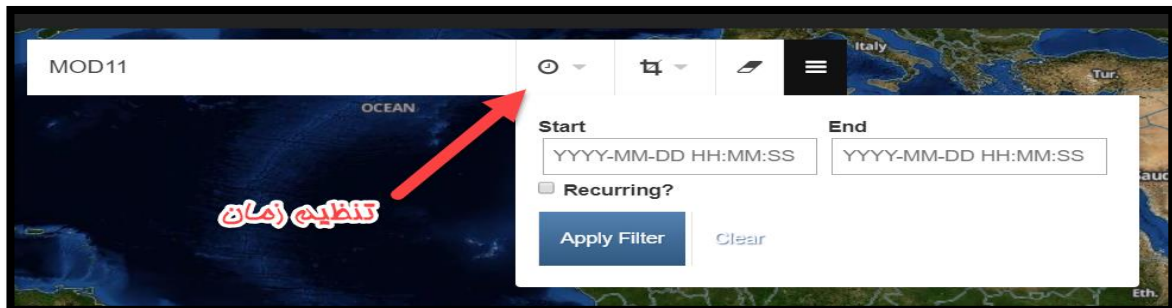 Italy
MOD11
Tur.
OCEAN
Start End
YYYY-MM-DD HH:MM:SS YYYY-MM-DD HH:MM:SS
Recurring?
تنظیم زمان
Apply Filter Clear
Eth.